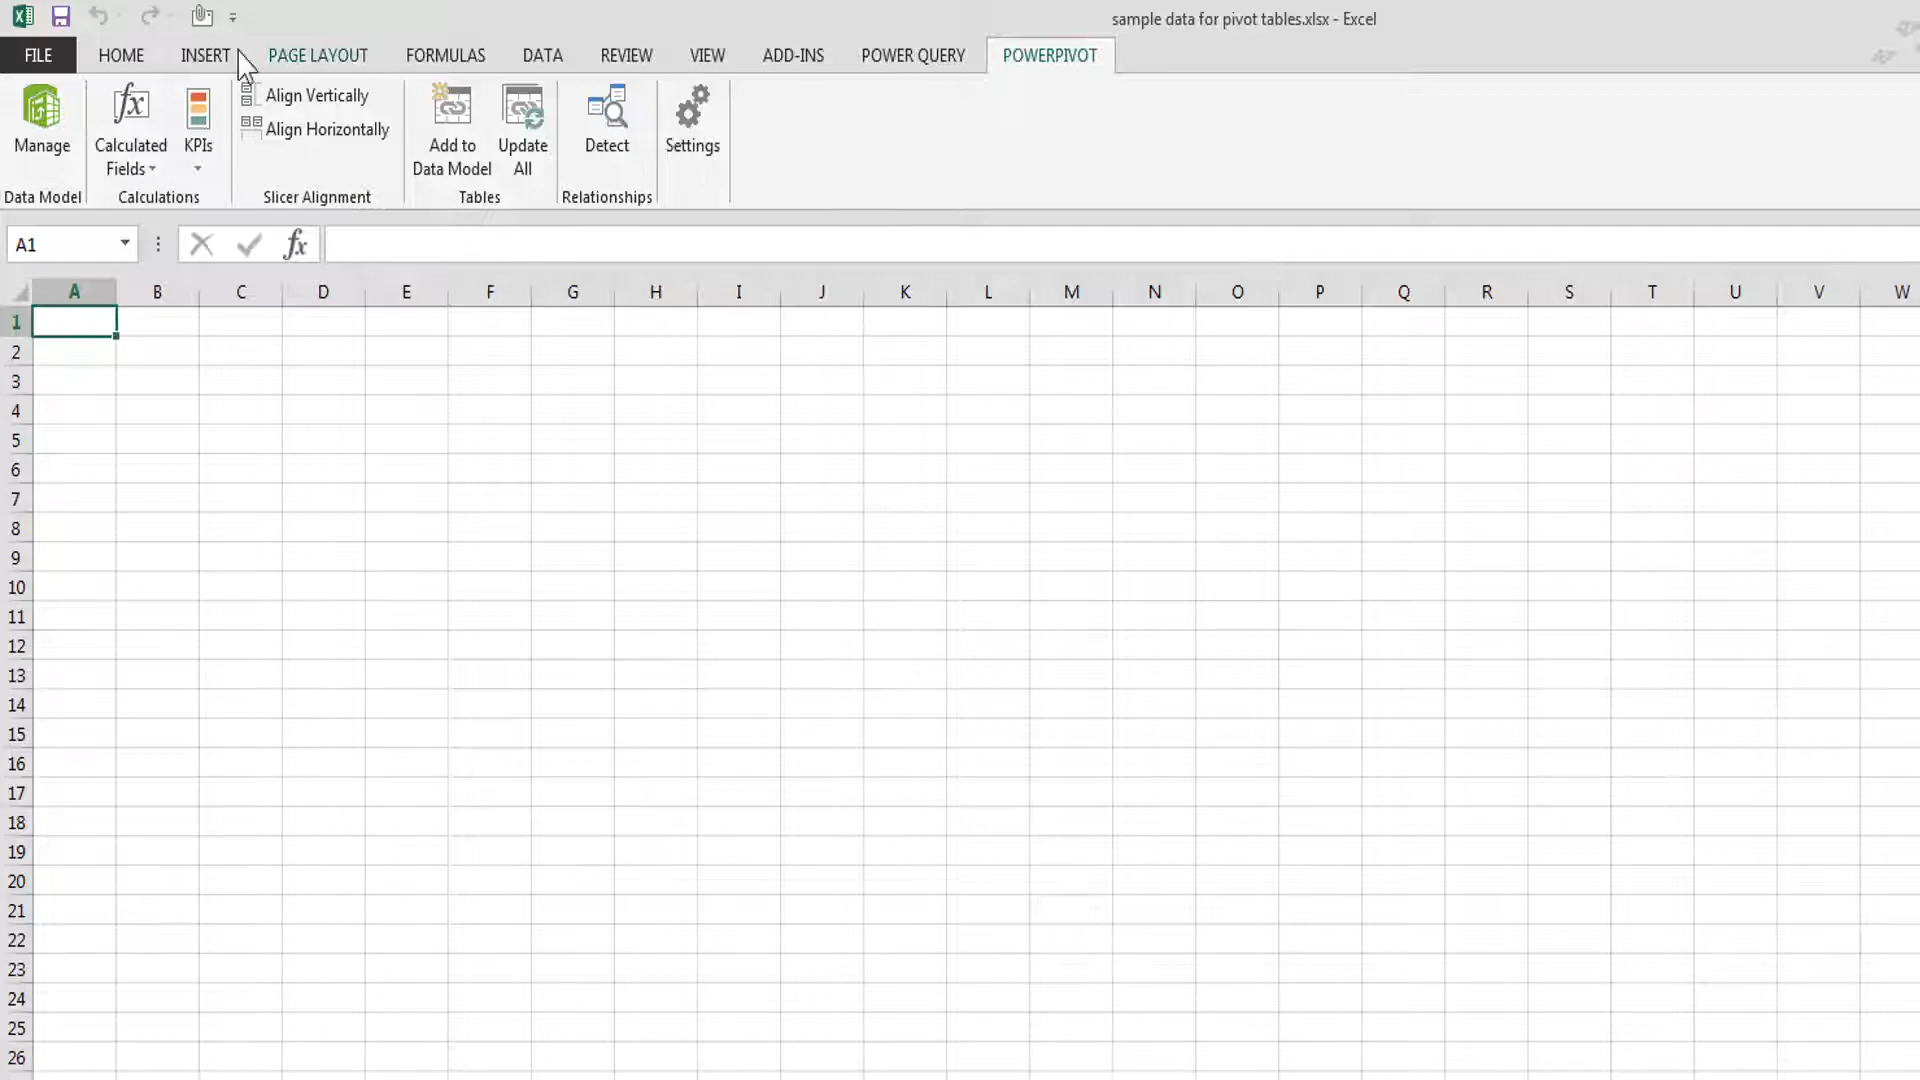 sample data for pivot tables.xlsx - Excel
FILE HOME INSERT PAGE LAYOUT FORMULAS DATA REVIEW VIEW ADD-INS POWER QUERY POWERPIVOT
Manage
Data Model
Calculated
Fields
KPIs
Calculations
Align Vertically
Align Horizontally
Slicer Alignment
Add to
Data Model
Update
All
Tables
Detect
Relationships
Settings
A1
fx
A B C D E F G H I J K L M N O P Q R S T U V W
1
2
3
4
5
6
7
8
9
10
11
12
13
14
15
16
17
18
19
20
21
22
23
24
25
26